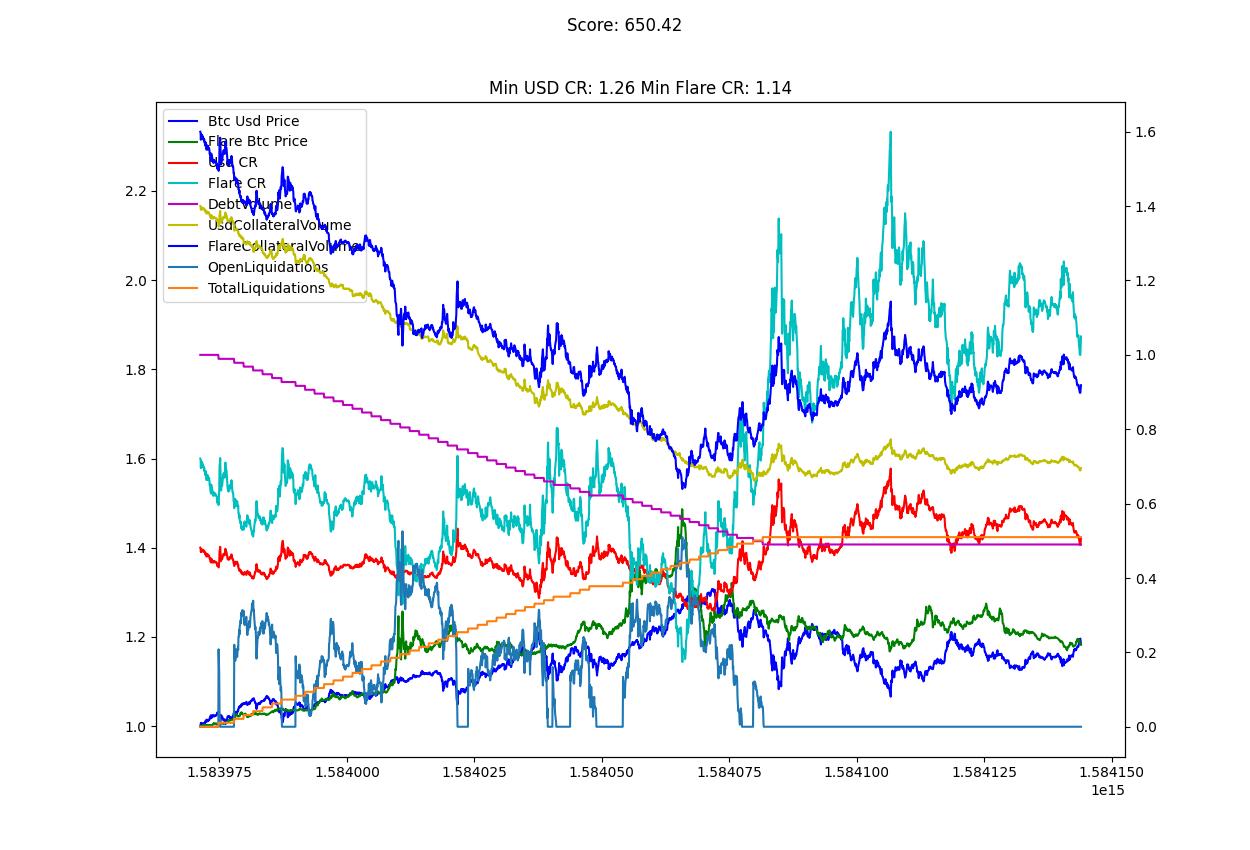 Score: 650.42
Min USD CR: 1.26 Min Flare CR: 1.14
Btc Usd Price
Flare Btc Price
Usd CR
Flare CR
DebtVolume
UsdCollateralVolume
FlareCollateralVolume
OpenLiquidations
TotalLiquidations
2.2
2.0
1.8
1.6
1.4
1.2
1.0
1.6
1.4
1.2
1.0
0.8
0.6
0.4
0.2
0.0
1.583975 1.584000 1.584025 1.584050 1.584075 1.584100 1.584125 1.584150
1e15